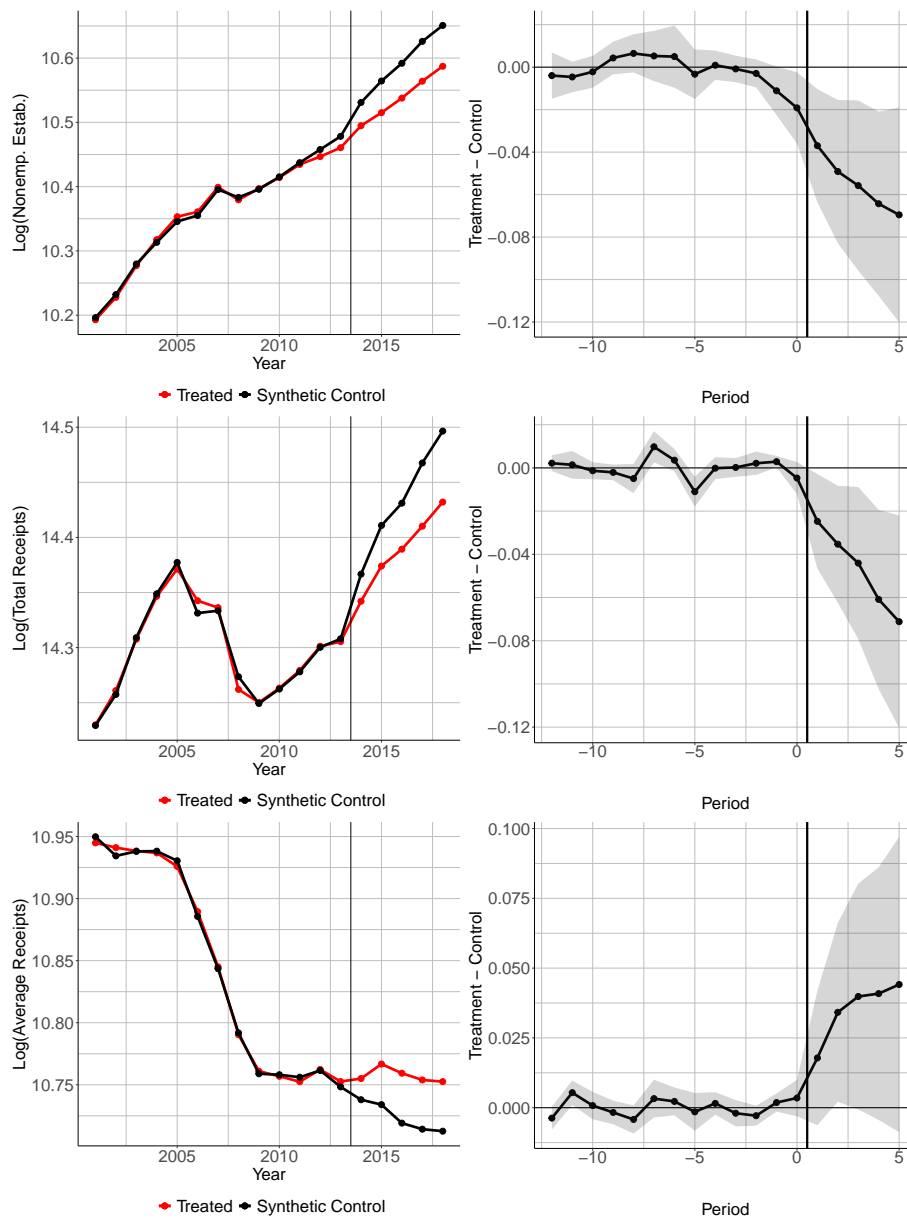 10.6
10.5
10.4
10.3
10.2
Log(Nonemp. Estab.)
2005
2010
2015
Year
Treated
Synthetic Control
0.00
−0.04
−0.08
−0.12
Treatment − Control
−10
−5
0
5
Period
14.5
14.4
14.3
Log(Total Receipts)
2005
2010
2015
Year
Treated
Synthetic Control
0.00
−0.04
−0.08
−0.12
Treatment − Control
−10
−5
0
5
Period
10.95
10.90
10.85
10.80
10.75
Log(Average Receipts)
2005
2010
2015
Year
Treated
Synthetic Control
0.100
0.075
0.050
0.025
0.000
Treatment − Control
−10
−5
0
5
Period